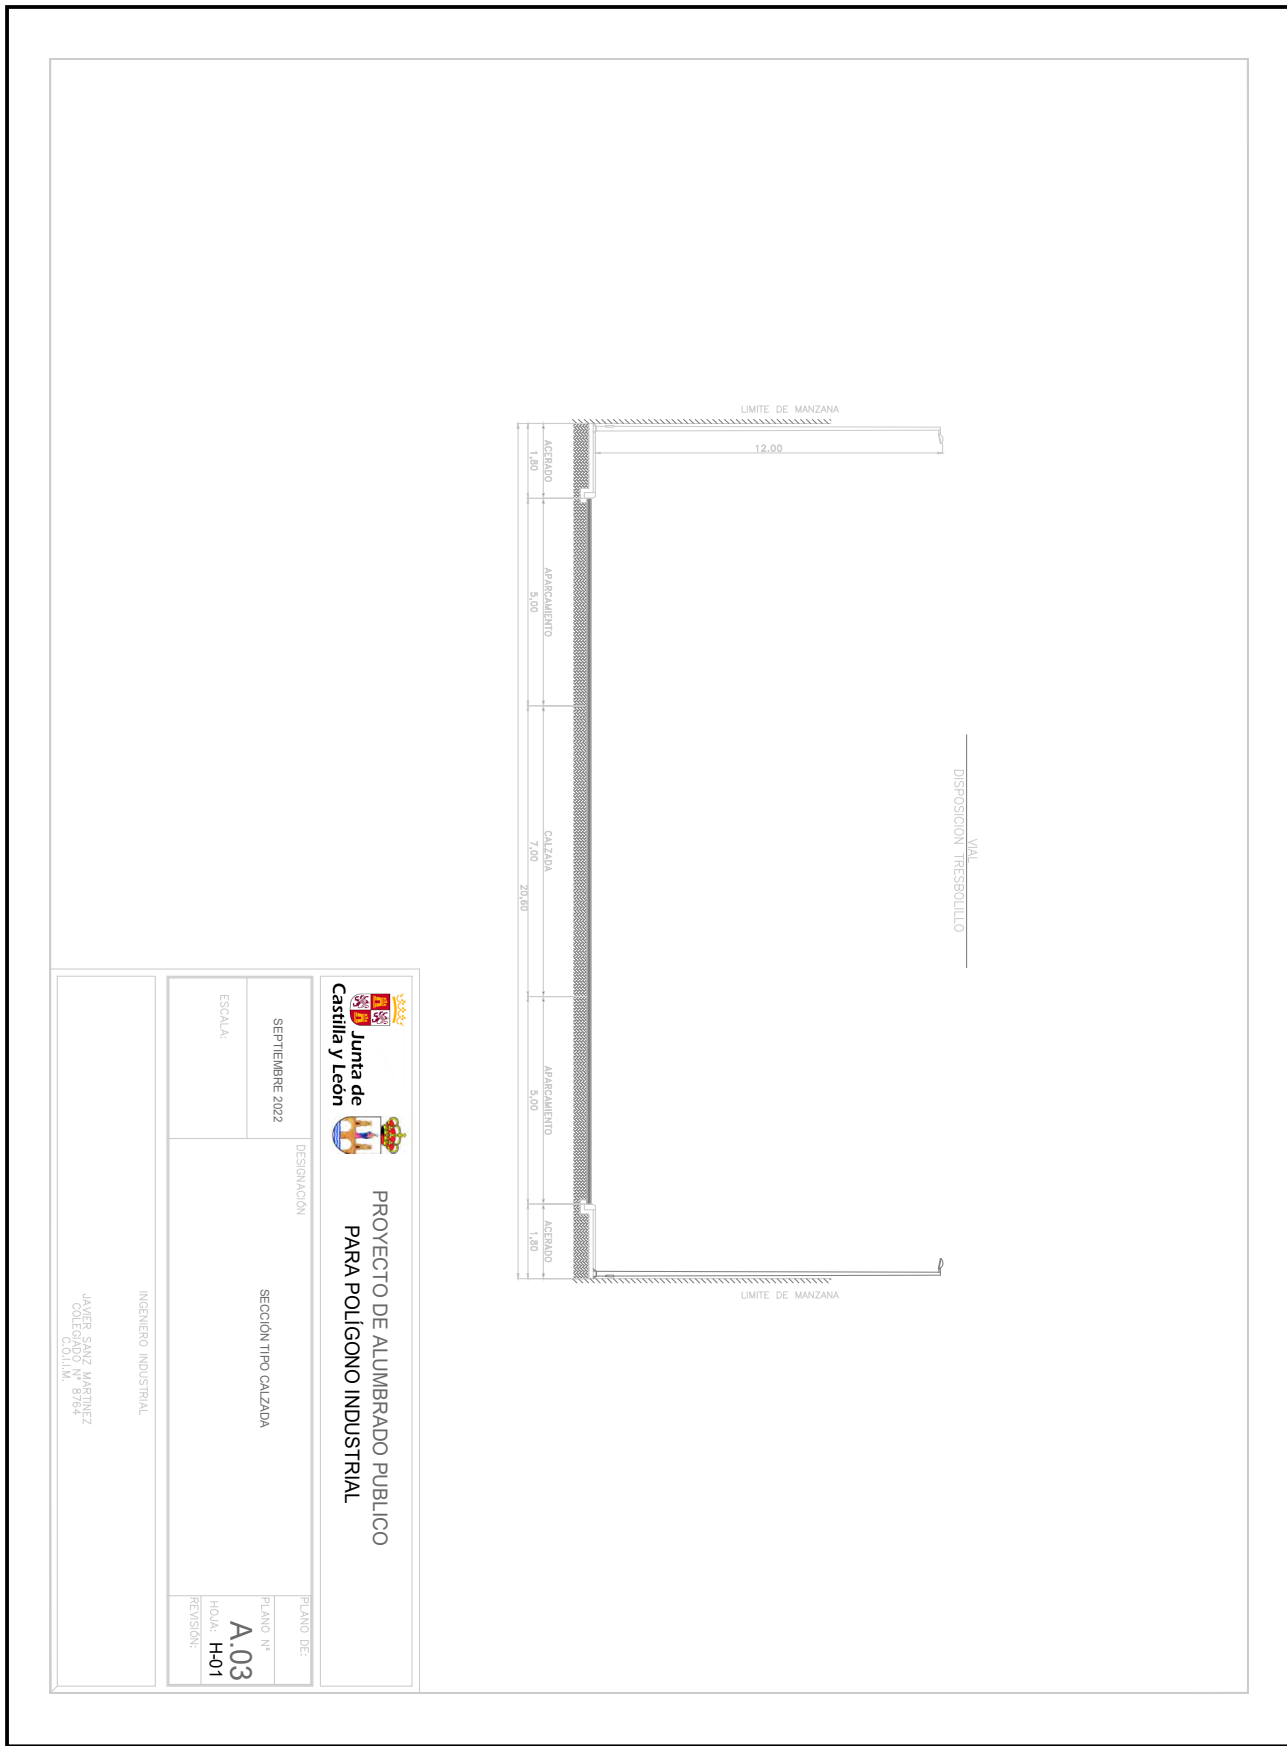 VIAL
DISPOSICION TRESBOLILLO
LIMITE DE MANZANA
12.00
LIMITE DE MANZANA
ACERADO
APARCAMIENTO
CALZADA
APARCAMIENTO
ACERADO
1,80
5,00
7,00
5,00
1,80
20,60
Junta de
Castilla y León
PROYECTO DE ALUMBRADO PUBLICO
PARA POLÍGONO INDUSTRIAL
SEPTIEMBRE 2022
ESCALA:
DESIGNACIÓN
SECCIÓN TIPO CALZADA
PLANO DE:
PLANO Nº
A.03
HOJA: H-01
REVISIÓN:
INGENIERO INDUSTRIAL
JAVIER SANZ MARTINEZ
COLEGIADO Nº 8764
C.O.I.I.M.